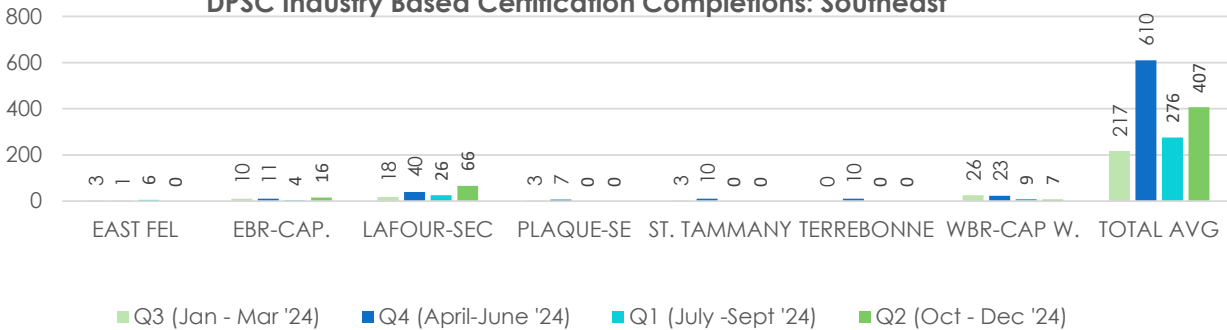 DPSC Industry Based Certification Completions: Southeast
800
600
400
200
0
3 1 6 0
10 11 4 16
18 40 26 66
3 7 0 0
3 10 0 0
0 10 0 0
26 23 9 7
217 610 276 407
EAST FEL EBR-CAP. LAFOUR-SEC PLAQUE-SE ST. TAMMANY TERREBONNE WBR-CAP W. TOTAL AVG
Q3 (Jan - Mar '24) Q4 (April-June '24) Q1 (July -Sept '24) Q2 (Oct - Dec '24)